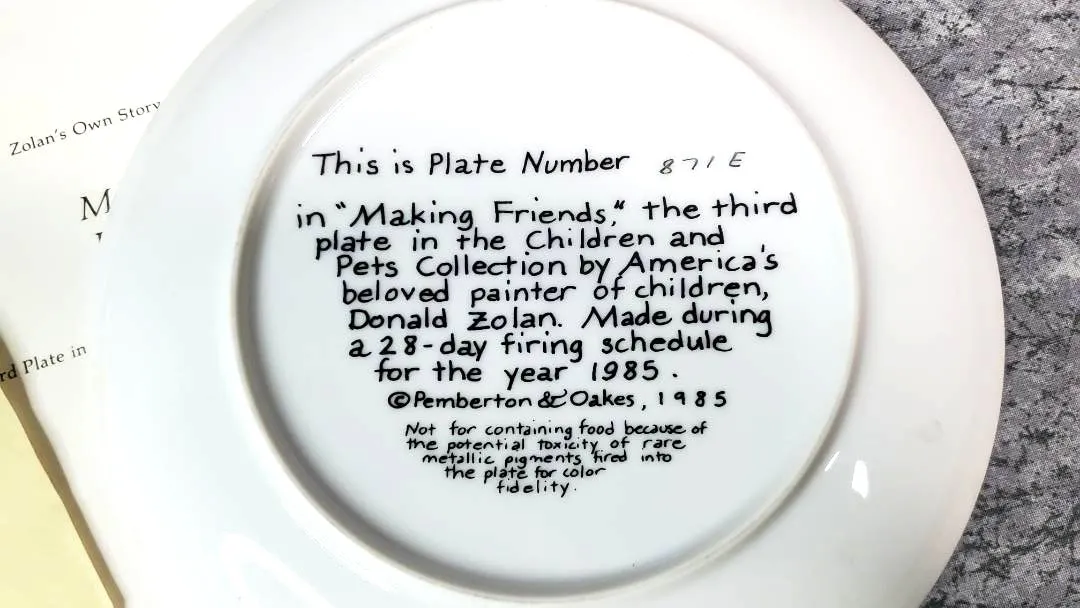 Zolan's Own Story
M
rd Plate in
This is Plate Number 871E
in "Making Friends," the third
plate in the Children and
Pets Collection by America's
beloved painter of children,
Donald Zolan. Made during
a 28-day firing schedule
for the year 1985.
©Pemberton & Oakes, 1985
Not for containing food because of
the potential toxicity of rare
metallic pigments fired into
the plate for color
fidelity.